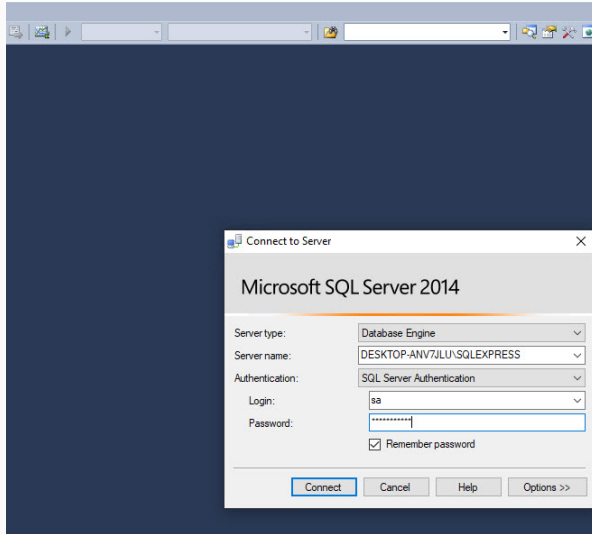 Connect to Server
Microsoft SQL Server 2014
Server type: Database Engine
Server name: DESKTOP-ANV7JLU\SQLEXPRESS
Authentication: SQL Server Authentication
Login: sa
Password: ***********
Remember password
Connect Cancel Help Options >>